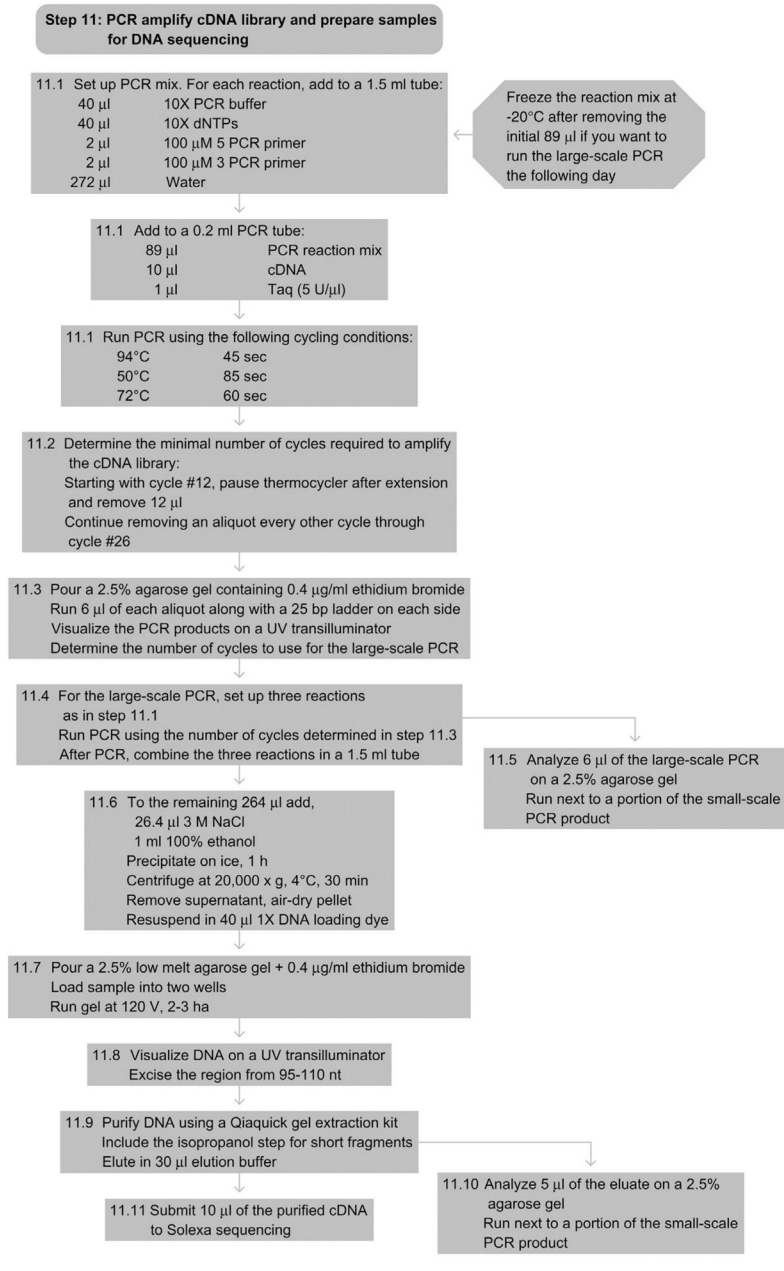 Step 11: PCR amplify cDNA library and prepare samples
for DNA sequencing
11.1 Set up PCR mix. For each reaction, add to a 1.5 ml tube:
40 μl 10X PCR buffer
40 μl 10X dNTPs
2 μl 100 μM 5 PCR primer
2 μl 100 μM 3 PCR primer
272 μl Water
Freeze the reaction mix at
-20°C after removing the
initial 89 μl if you want to
run the large-scale PCR
the following day
11.1 Add to a 0.2 ml PCR tube:
89 μl PCR reaction mix
10 μl cDNA
1 μl Taq (5 U/μl)
11.1 Run PCR using the following cycling conditions:
94°C 45 sec
50°C 85 sec
72°C 60 sec
11.2 Determine the minimal number of cycles required to amplify
the cDNA library:
Starting with cycle #12, pause thermocycler after extension
and remove 12 μl
Continue removing an aliquot every other cycle through
cycle #26
11.3 Pour a 2.5% agarose gel containing 0.4 μg/ml ethidium bromide
Run 6 μl of each aliquot along with a 25 bp ladder on each side
Visualize the PCR products on a UV transilluminator
Determine the number of cycles to use for the large-scale PCR
11.4 For the large-scale PCR, set up three reactions
as in step 11.1
Run PCR using the number of cycles determined in step 11.3
After PCR, combine the three reactions in a 1.5 ml tube
11.5 Analyze 6 μl of the large-scale PCR
on a 2.5% agarose gel
Run next to a portion of the small-scale
PCR product
11.6 To the remaining 264 μl add,
26.4 μl 3 M NaCl
1 ml 100% ethanol
Precipitate on ice, 1 h
Centrifuge at 20,000 x g, 4°C, 30 min
Remove supernatant, air-dry pellet
Resuspend in 40 μl 1X DNA loading dye
11.7 Pour a 2.5% low melt agarose gel + 0.4 μg/ml ethidium bromide
Load sample into two wells
Run gel at 120 V, 2-3 ha
11.8 Visualize DNA on a UV transilluminator
Excise the region from 95-110 nt
11.9 Purify DNA using a Qiaquick gel extraction kit
Include the isopropanol step for short fragments
Elute in 30 μl elution buffer
11.10 Analyze 5 μl of the eluate on a 2.5%
agarose gel
Run next to a portion of the small-scale
PCR product
11.11 Submit 10 μl of the purified cDNA
to Solexa sequencing